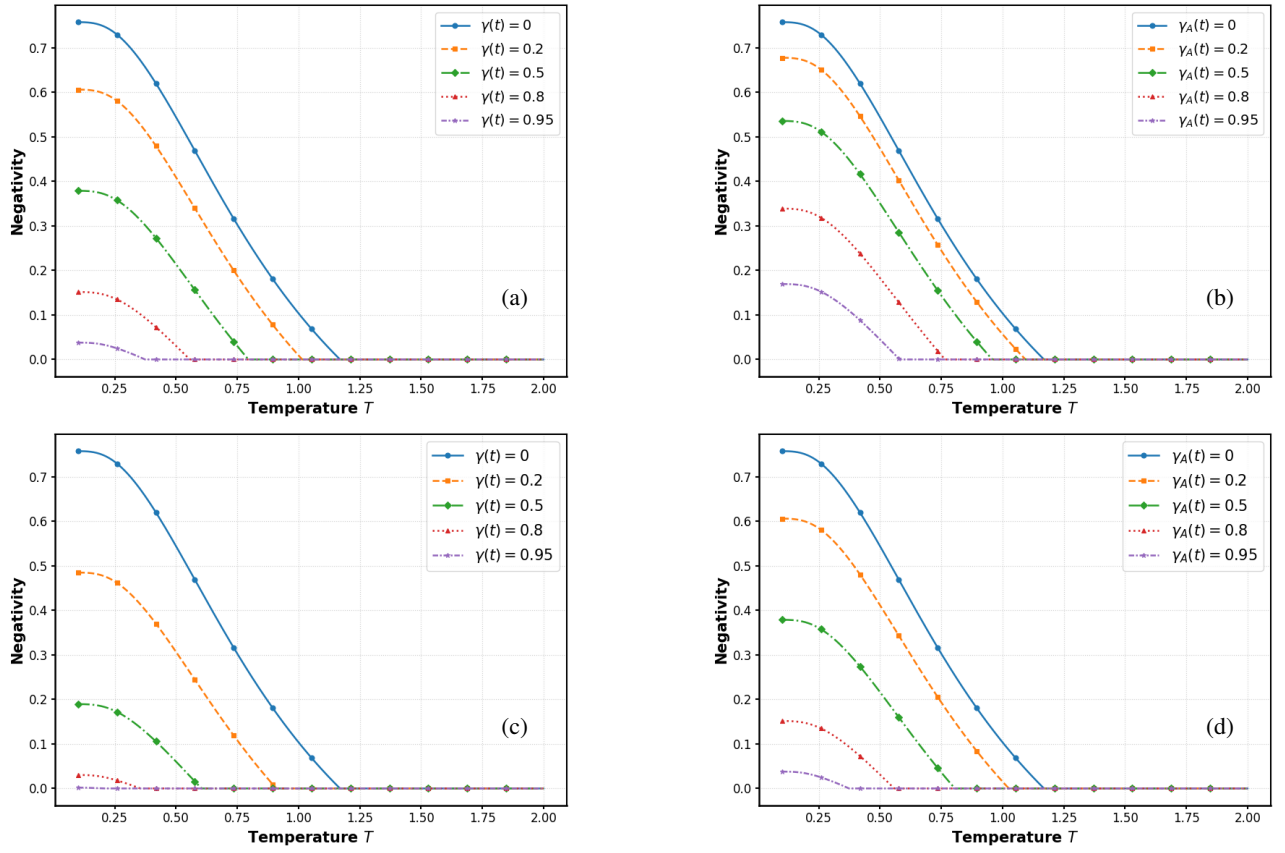 Negativity
0.7
0.6
0.5
0.4
0.3
0.2
0.1
0.0
γ(t) = 0
γ(t) = 0.2
γ(t) = 0.5
γ(t) = 0.8
γ(t) = 0.95
(a)
0.25 0.50 0.75 1.00 1.25 1.50 1.75 2.00
Temperature T
Negativity
0.7
0.6
0.5
0.4
0.3
0.2
0.1
0.0
γ_A(t) = 0
γ_A(t) = 0.2
γ_A(t) = 0.5
γ_A(t) = 0.8
γ_A(t) = 0.95
(b)
0.25 0.50 0.75 1.00 1.25 1.50 1.75 2.00
Temperature T
Negativity
0.7
0.6
0.5
0.4
0.3
0.2
0.1
0.0
γ(t) = 0
γ(t) = 0.2
γ(t) = 0.5
γ(t) = 0.8
γ(t) = 0.95
(c)
0.25 0.50 0.75 1.00 1.25 1.50 1.75 2.00
Temperature T
Negativity
0.7
0.6
0.5
0.4
0.3
0.2
0.1
0.0
γ_A(t) = 0
γ_A(t) = 0.2
γ_A(t) = 0.5
γ_A(t) = 0.8
γ_A(t) = 0.95
(d)
0.25 0.50 0.75 1.00 1.25 1.50 1.75 2.00
Temperature T